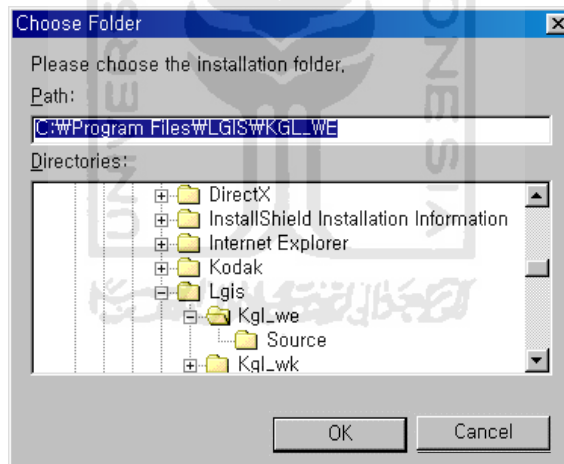 Choose Folder
Please choose the installation folder,
Path:
C:₩Program Files₩LGIS₩KGL_WE
Directories:
DirectX
InstallShield Installation Information
Internet Explorer
Kodak
Lgis
Kgl_we
Source
Kgl_wk
OK
Cancel